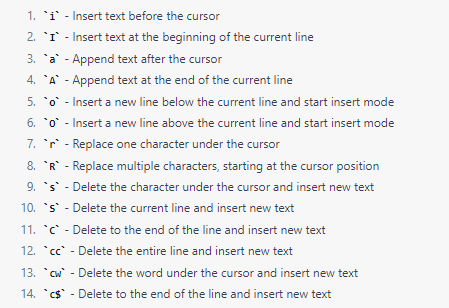 1. `i` - Insert text before the cursor
2. `I` - Insert text at the beginning of the current line
3. `a` - Append text after the cursor
4. `A` - Append text at the end of the current line
5. `o` - Insert a new line below the current line and start insert mode
6. `O` - Insert a new line above the current line and start insert mode
7. `r` - Replace one character under the cursor
8. `R` - Replace multiple characters, starting at the cursor position
9. `s` - Delete the character under the cursor and insert new text
10. `S` - Delete the current line and insert new text
11. `C` - Delete to the end of the line and insert new text
12. `cc` - Delete the entire line and insert new text
13. `cw` - Delete the word under the cursor and insert new text
14. `c$` - Delete to the end of the line and insert new text